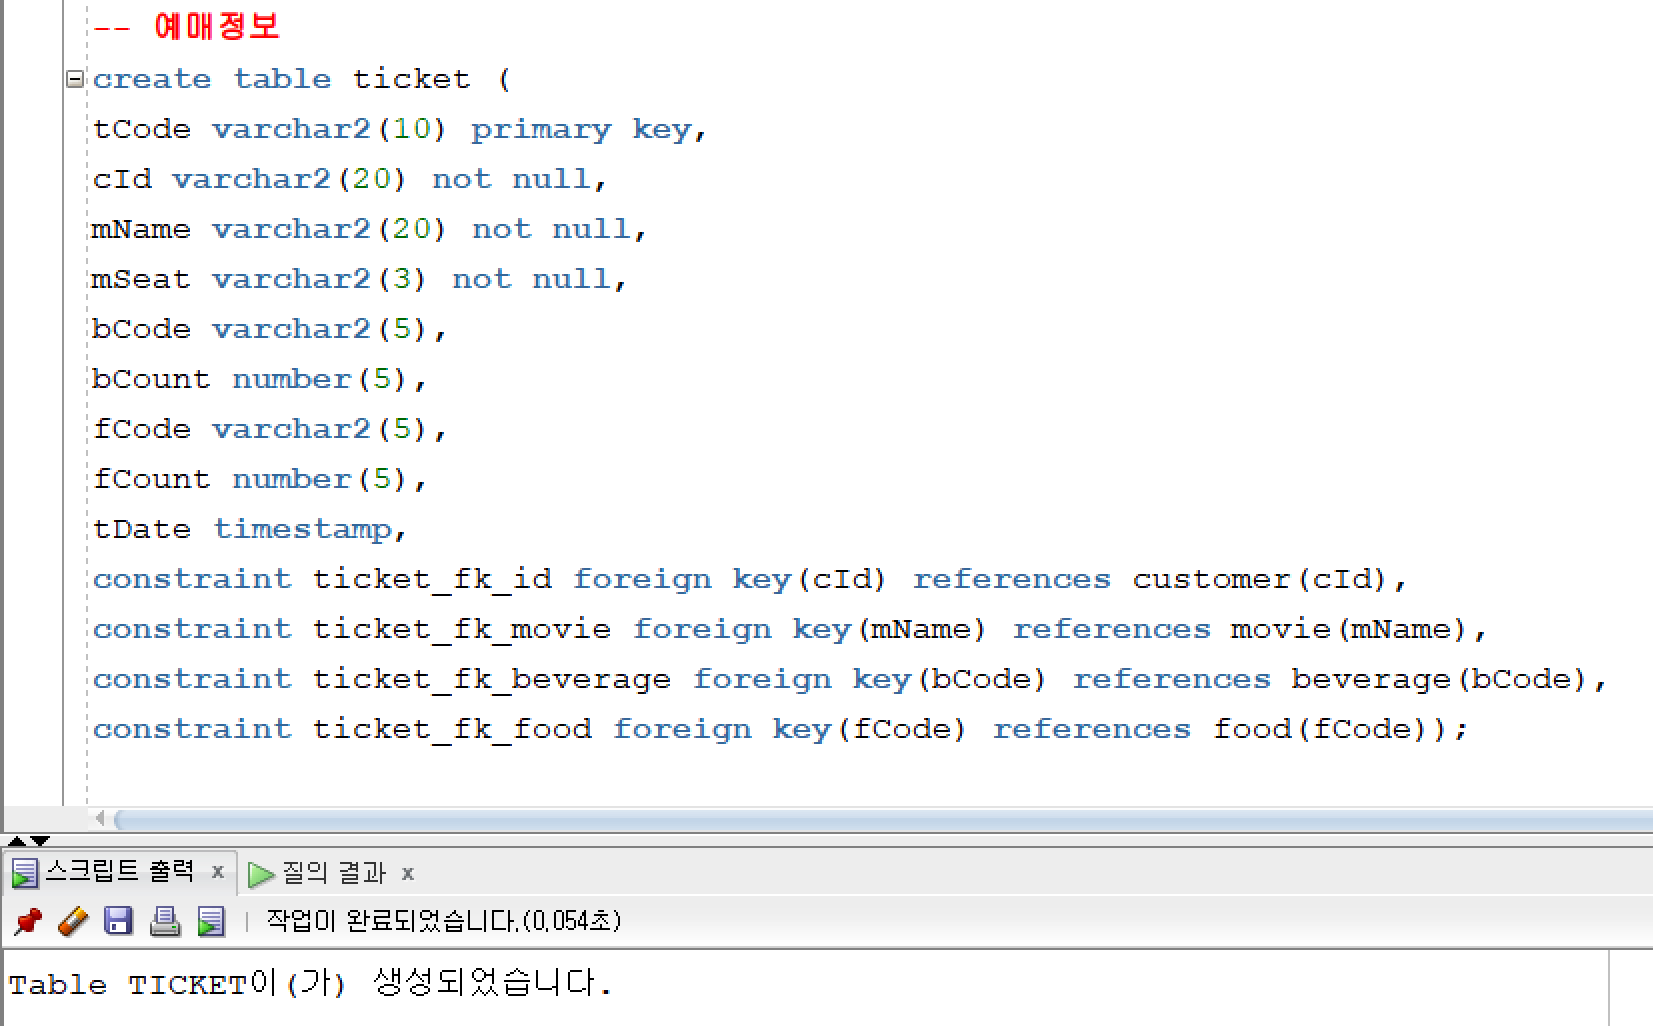 -- 예매정보
create table ticket (
tCode varchar2(10) primary key,
cId varchar2(20) not null,
mName varchar2(20) not null,
mSeat varchar2(3) not null,
bCode varchar2(5),
bCount number(5),
fCode varchar2(5),
fCount number(5),
tDate timestamp,
constraint ticket_fk_id foreign key(cId) references customer(cId),
constraint ticket_fk_movie foreign key(mName) references movie(mName),
constraint ticket_fk_beverage foreign key(bCode) references beverage(bCode),
constraint ticket_fk_food foreign key(fCode) references food(fCode));
스크립트 출력 x 질의 결과 x
작업이 완료되었습니다.(0.054초)
Table TICKET이(가) 생성되었습니다.